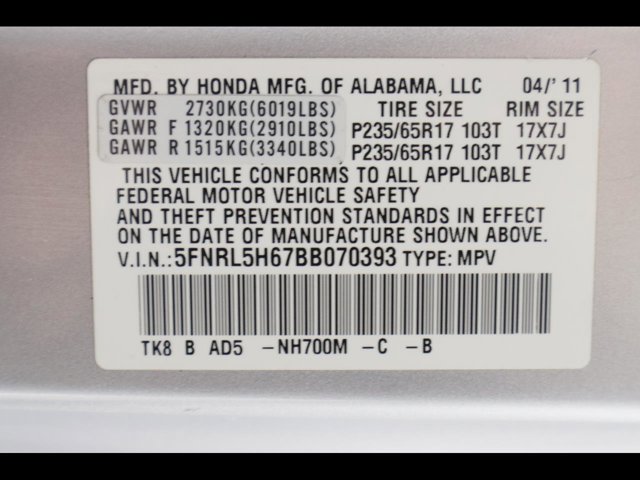 MFD. BY HONDA MFG. OF ALABAMA, LLC 04/'11
GVWR 2730KG(6019LBS) TIRE SIZE RIM SIZE
GAWR F 1320KG(2910LBS) P235/65R17 103T 17X7J
GAWR R 1515KG(3340LBS) P235/65R17 103T 17X7J
THIS VEHICLE CONFORMS TO ALL APPLICABLE
FEDERAL MOTOR VEHICLE SAFETY
AND THEFT PREVENTION STANDARDS IN EFFECT
ON THE DATE OF MANUFACTURE SHOWN ABOVE.
V.I.N.: 5FNRL5H67BB070393 TYPE: MPV
TK8 B AD5 -NH700M -C -B